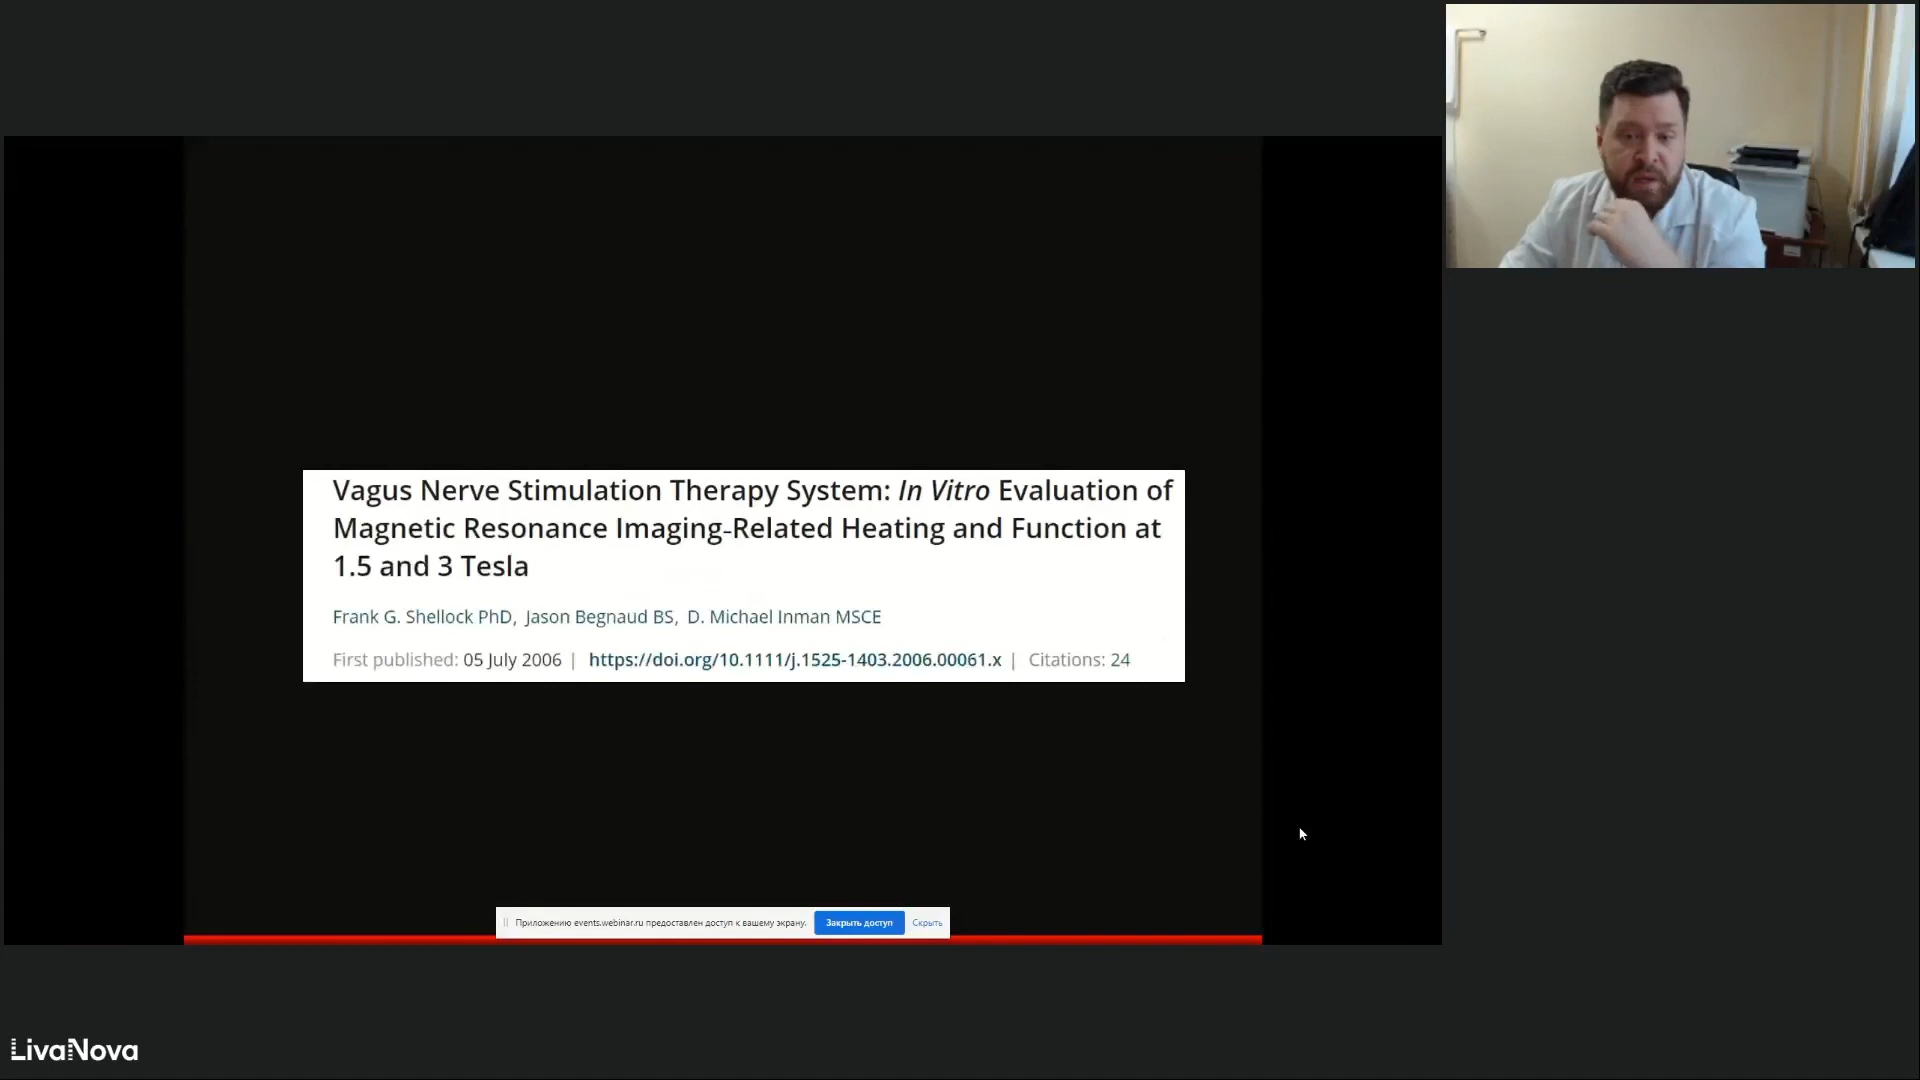 Vagus Nerve Stimulation Therapy System: In Vitro Evaluation of
Magnetic Resonance Imaging-Related Heating and Function at
1.5 and 3 Tesla
Frank G. Shellock PhD, Jason Begnaud BS, D. Michael Inman MSCE
First published: 05 July 2006 | https://doi.org/10.1111/j.1525-1403.2006.00061.x | Citations: 24
Приложению events.webinar.ru предоставлен доступ к вашему экрану. Закрыть доступ Скрыть
LivaNova